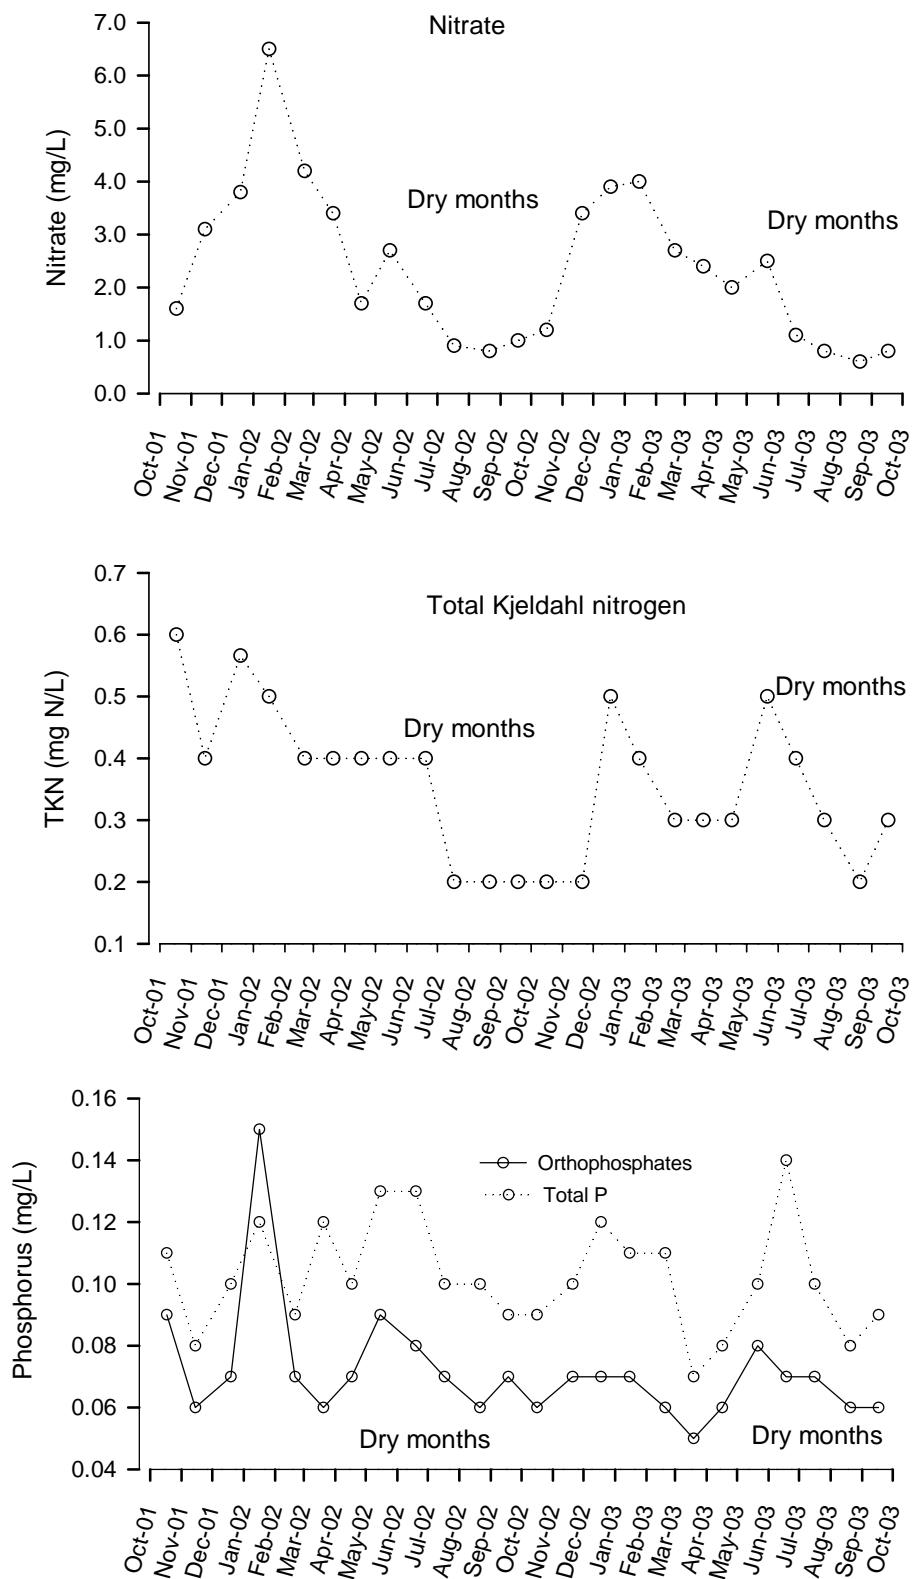 Nitrate
7.0
6.0
5.0
4.0
3.0
2.0
1.0
0.0
Nitrate (mg/L)
Dry months
Dry months
Oct-01 Nov-01 Dec-01 Jan-02 Feb-02 Mar-02 Apr-02 May-02 Jun-02 Jul-02 Aug-02 Sep-02 Oct-02 Nov-02 Dec-02 Jan-03 Feb-03 Mar-03 Apr-03 May-03 Jun-03 Jul-03 Aug-03 Sep-03 Oct-03
Total Kjeldahl nitrogen
0.7
0.6
0.5
0.4
0.3
0.2
0.1
TKN (mg N/L)
Dry months
Dry months
Oct-01 Nov-01 Dec-01 Jan-02 Feb-02 Mar-02 Apr-02 May-02 Jun-02 Jul-02 Aug-02 Sep-02 Oct-02 Nov-02 Dec-02 Jan-03 Feb-03 Mar-03 Apr-03 May-03 Jun-03 Jul-03 Aug-03 Sep-03 Oct-03
0.16
0.14
0.12
0.10
0.08
0.06
0.04
Phosphorus (mg/L)
Orthophosphates
Total P
Dry months
Dry months
Oct-01 Nov-01 Dec-01 Jan-02 Feb-02 Mar-02 Apr-02 May-02 Jun-02 Jul-02 Aug-02 Sep-02 Oct-02 Nov-02 Dec-02 Jan-03 Feb-03 Mar-03 Apr-03 May-03 Jun-03 Jul-03 Aug-03 Sep-03 Oct-03